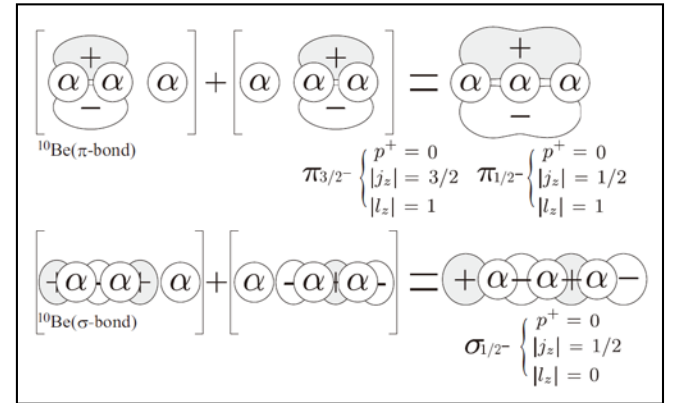 [ + α α − α ] + [ α + α α − ] = + α α α −
¹⁰Be(π-bond)
π3/2⁻ { p⁺ = 0 |jz| = 3/2 |lz| = 1 π1/2⁻ { p⁺ = 0 |jz| = 1/2 |lz| = 1
[ + α - α + α ] + [ α - α + α - ] = + α − α + α −
¹⁰Be(σ-bond)
σ1/2⁻ { p⁺ = 0 |jz| = 1/2 |lz| = 0